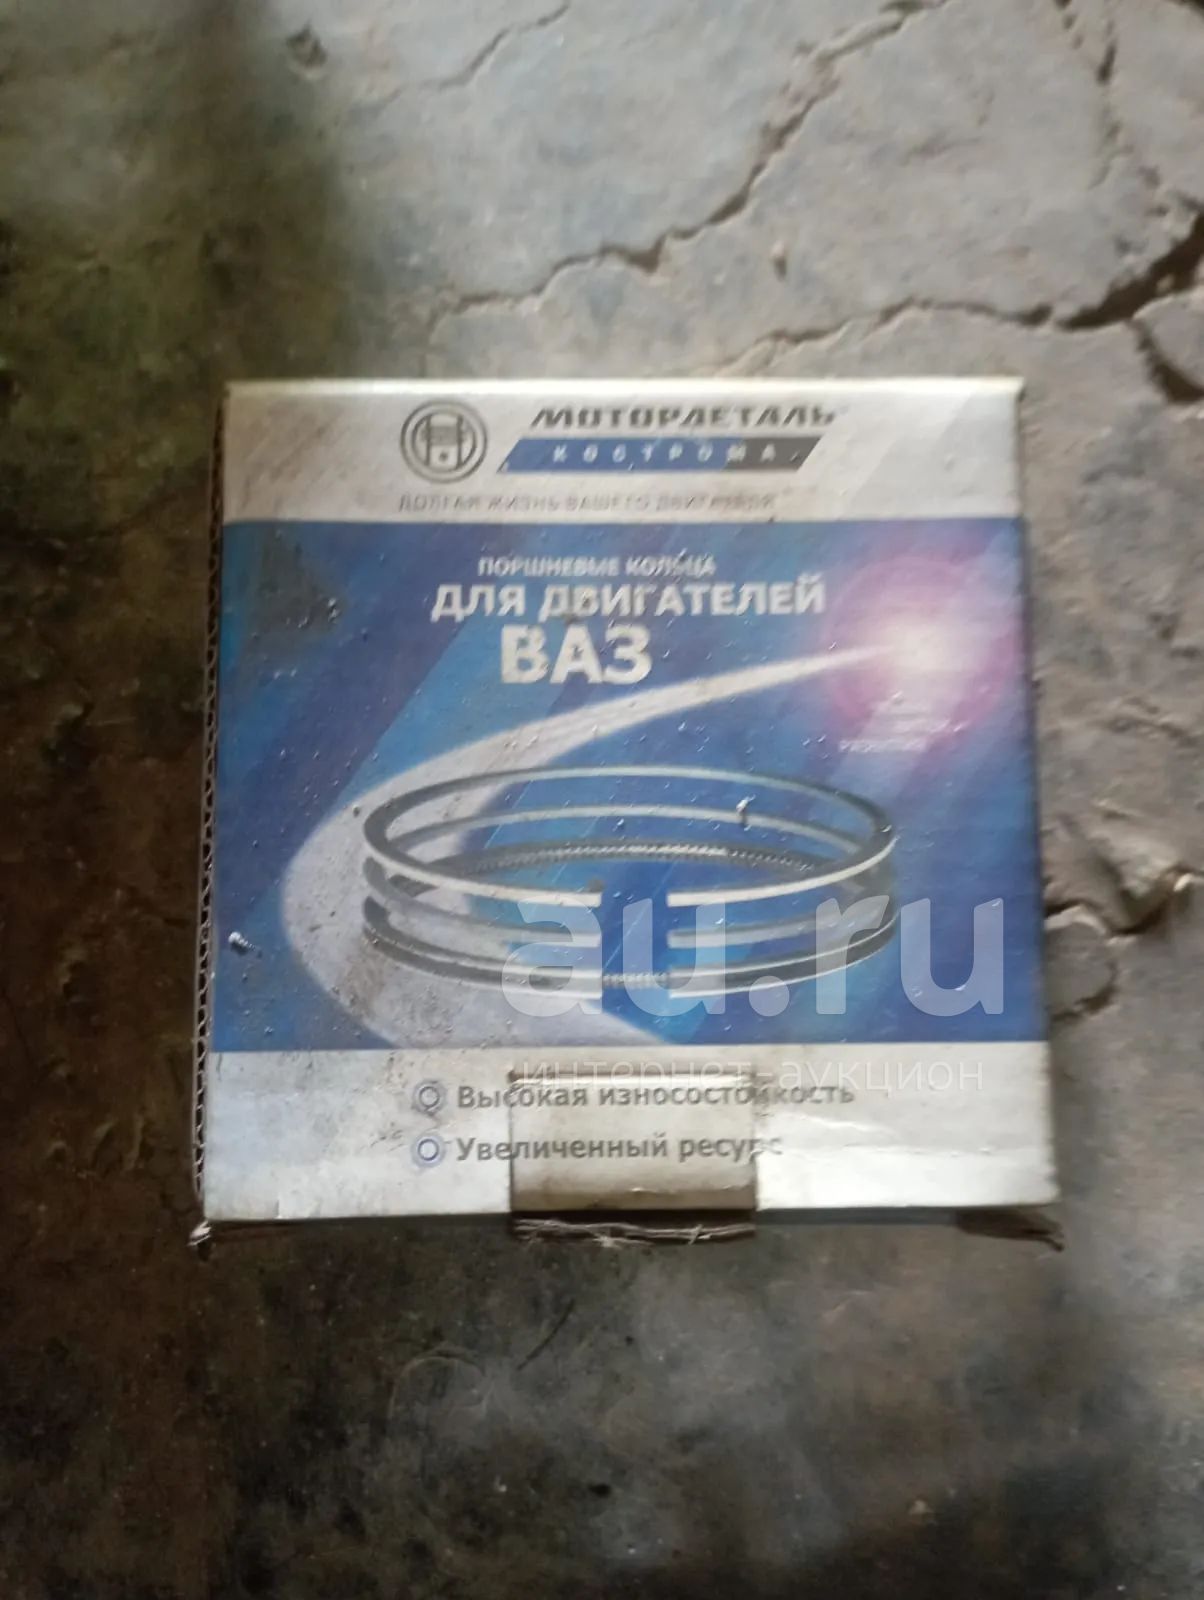 МОТОРДЕТАЛЬ
КОСТРОМА
ДОЛГАЯ ЖИЗНЬ ВАШЕГО ДВИГАТЕЛЯ
ПОРШНЕВЫЕ КОЛЬЦА
ДЛЯ ДВИГАТЕЛЕЙ
ВАЗ
au.ru
интернет-аукцион
Высокая износостойкость
Увеличенный ресурс